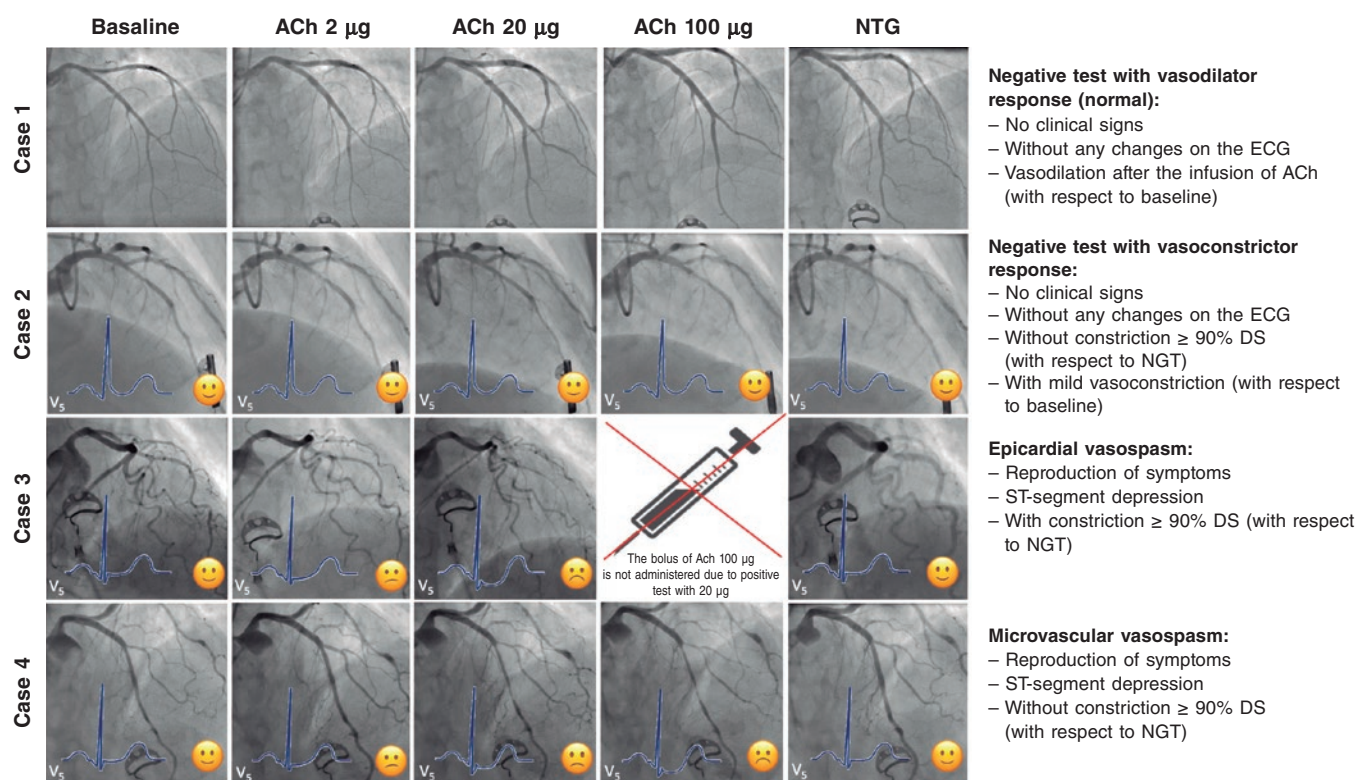 Basaline
ACh 2 μg
ACh 20 μg
ACh 100 μg
NTG
Case 1
Negative test with vasodilator
response (normal):
– No clinical signs
– Without any changes on the ECG
– Vasodilation after the infusion of ACh
(with respect to baseline)
Case 2
V5
V5
V5
V5
V5
Negative test with vasoconstrictor
response:
– No clinical signs
– Without any changes on the ECG
– Without constriction ≥ 90% DS
(with respect to NGT)
– With mild vasoconstriction (with respect
to baseline)
Case 3
V5
V5
V5
The bolus of Ach 100 μg
is not administered due to positive
test with 20 μg
V5
Epicardial vasospasm:
– Reproduction of symptoms
– ST-segment depression
– With constriction ≥ 90% DS (with respect
to NGT)
Case 4
V5
V5
V5
V5
V5
Microvascular vasospasm:
– Reproduction of symptoms
– ST-segment depression
– Without constriction ≥ 90% DS
(with respect to NGT)